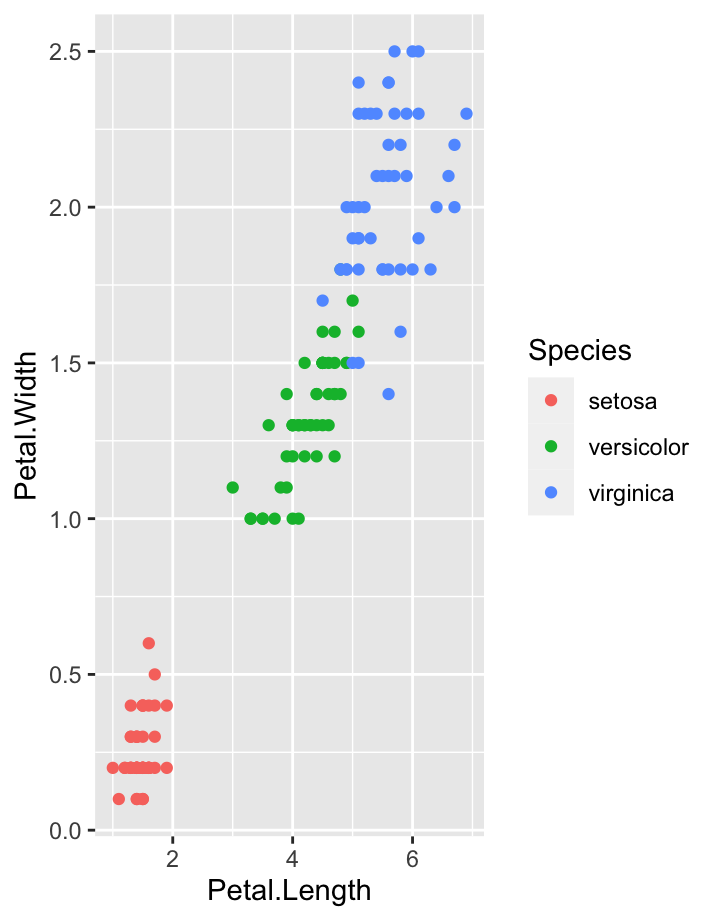 2.5
2.0
1.5
1.0
0.5
0.0
2 4 6
Petal.Length
Petal.Width
Species
setosa
versicolor
virginica